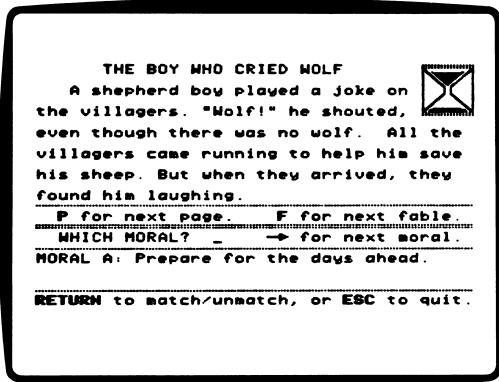 THE BOY WHO CRIED WOLF
A shepherd boy played a joke on
the villagers. "Wolf!" he shouted,
even though there was no wolf. All the
villagers came running to help him save
his sheep. But when they arrived, they
found him laughing.
P for next page. F for next fable.
WHICH MORAL? _ → for next moral.
MORAL A: Prepare for the days ahead.
RETURN to match/unmatch, or ESC to quit.